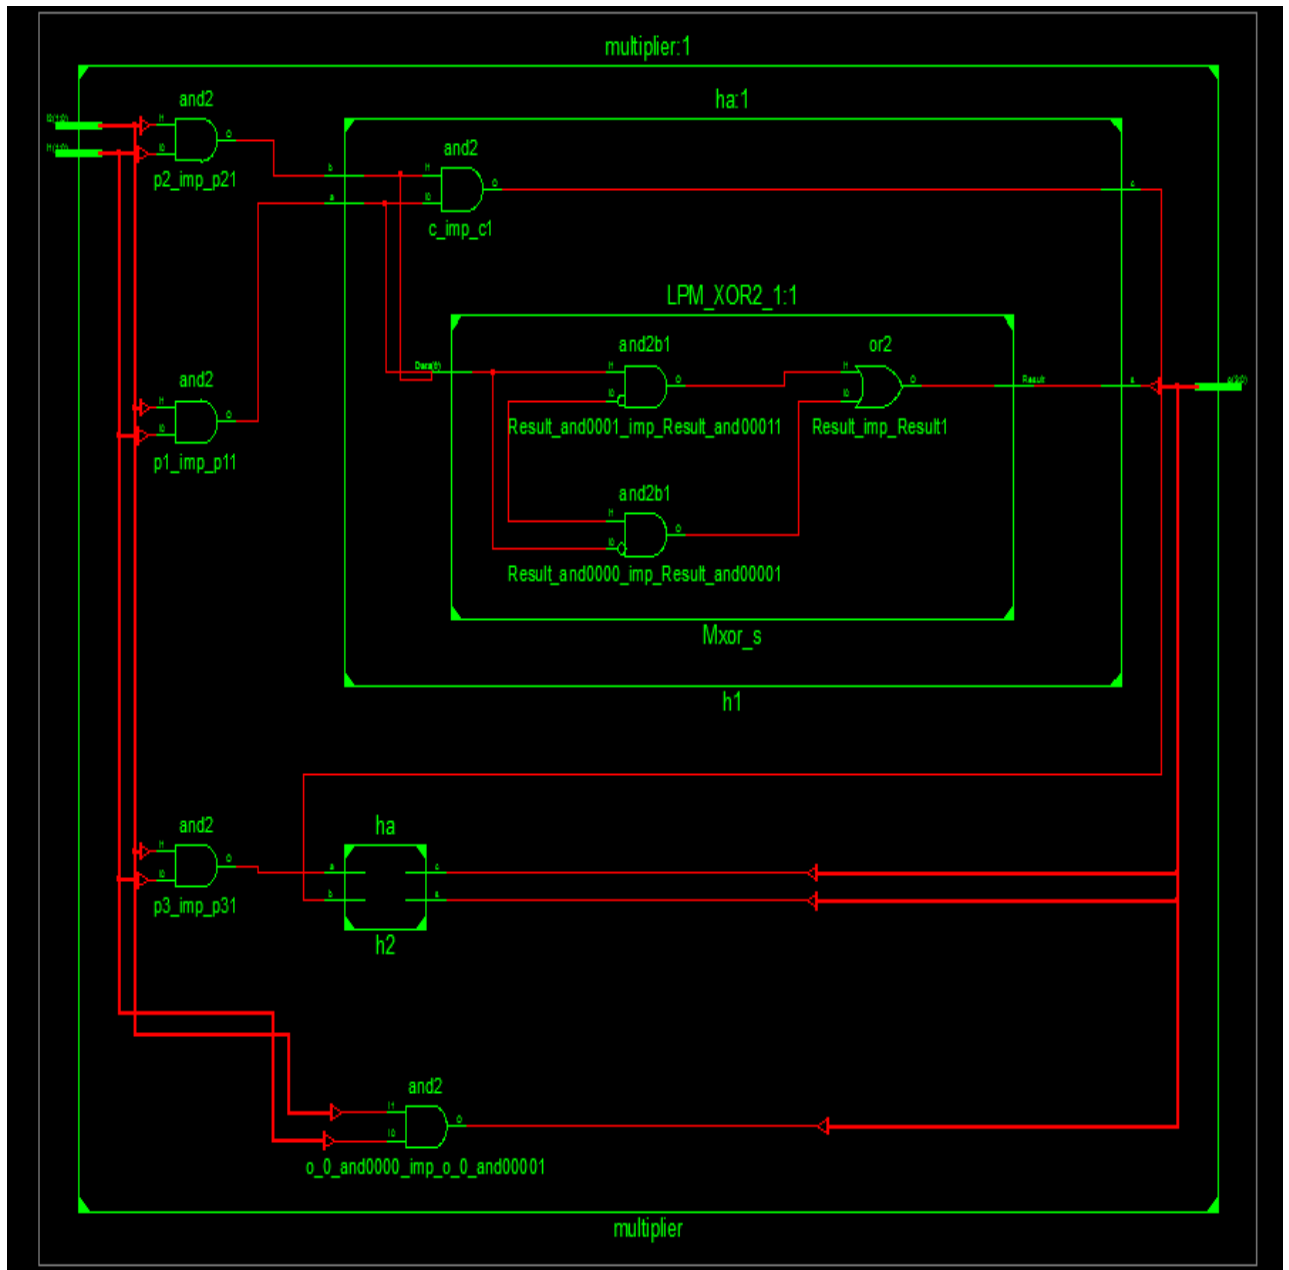 multiplier:1
ha:1
and2
p2_imp_p21
and2
c_imp_c1
LPM_XOR2_1:1
and2b1
or2
Result
Result_and0001_imp_Result_and00011
Result_imp_Result1
and2
p1_imp_p11
and2b1
Result_and0000_imp_Result_and00001
Mxor_s
h1
and2
p3_imp_p31
ha
h2
and2
o_0_and0000_imp_o_0_and00001
multiplier